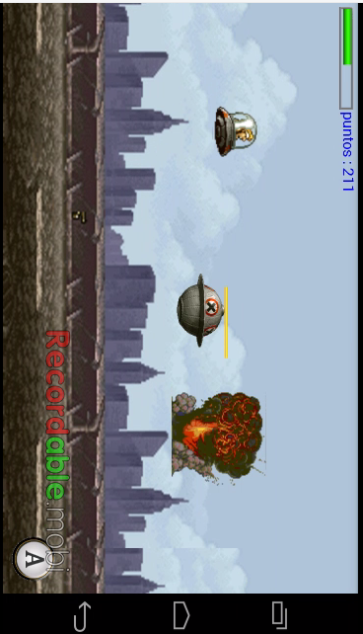 puntos : 211
Recordable.mobi
A